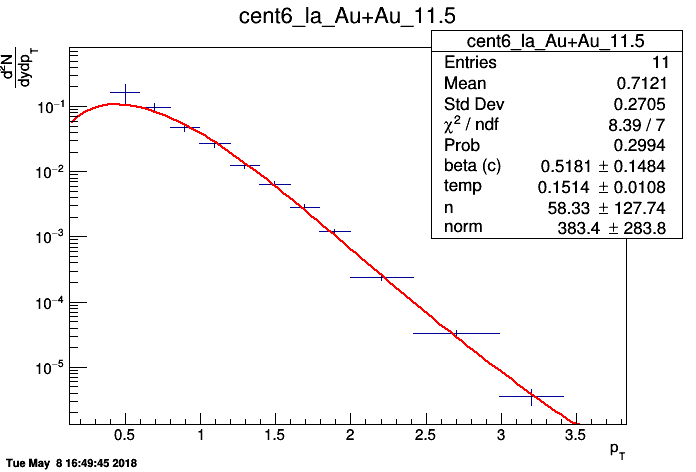 cent6_la_Au+Au_11.5
d²N
dydp_T
cent6_la_Au+Au_11.5
Entries 11
Mean 0.7121
Std Dev 0.2705
χ² / ndf 8.39 / 7
Prob 0.2994
beta (c) 0.5181 ± 0.1484
temp 0.1514 ± 0.0108
n 58.33 ± 127.74
norm 383.4 ± 283.8
10⁻¹
10⁻²
10⁻³
10⁻⁴
10⁻⁵
0.5 1 1.5 2 2.5 3 3.5
p_T
Tue May 8 16:49:45 2018